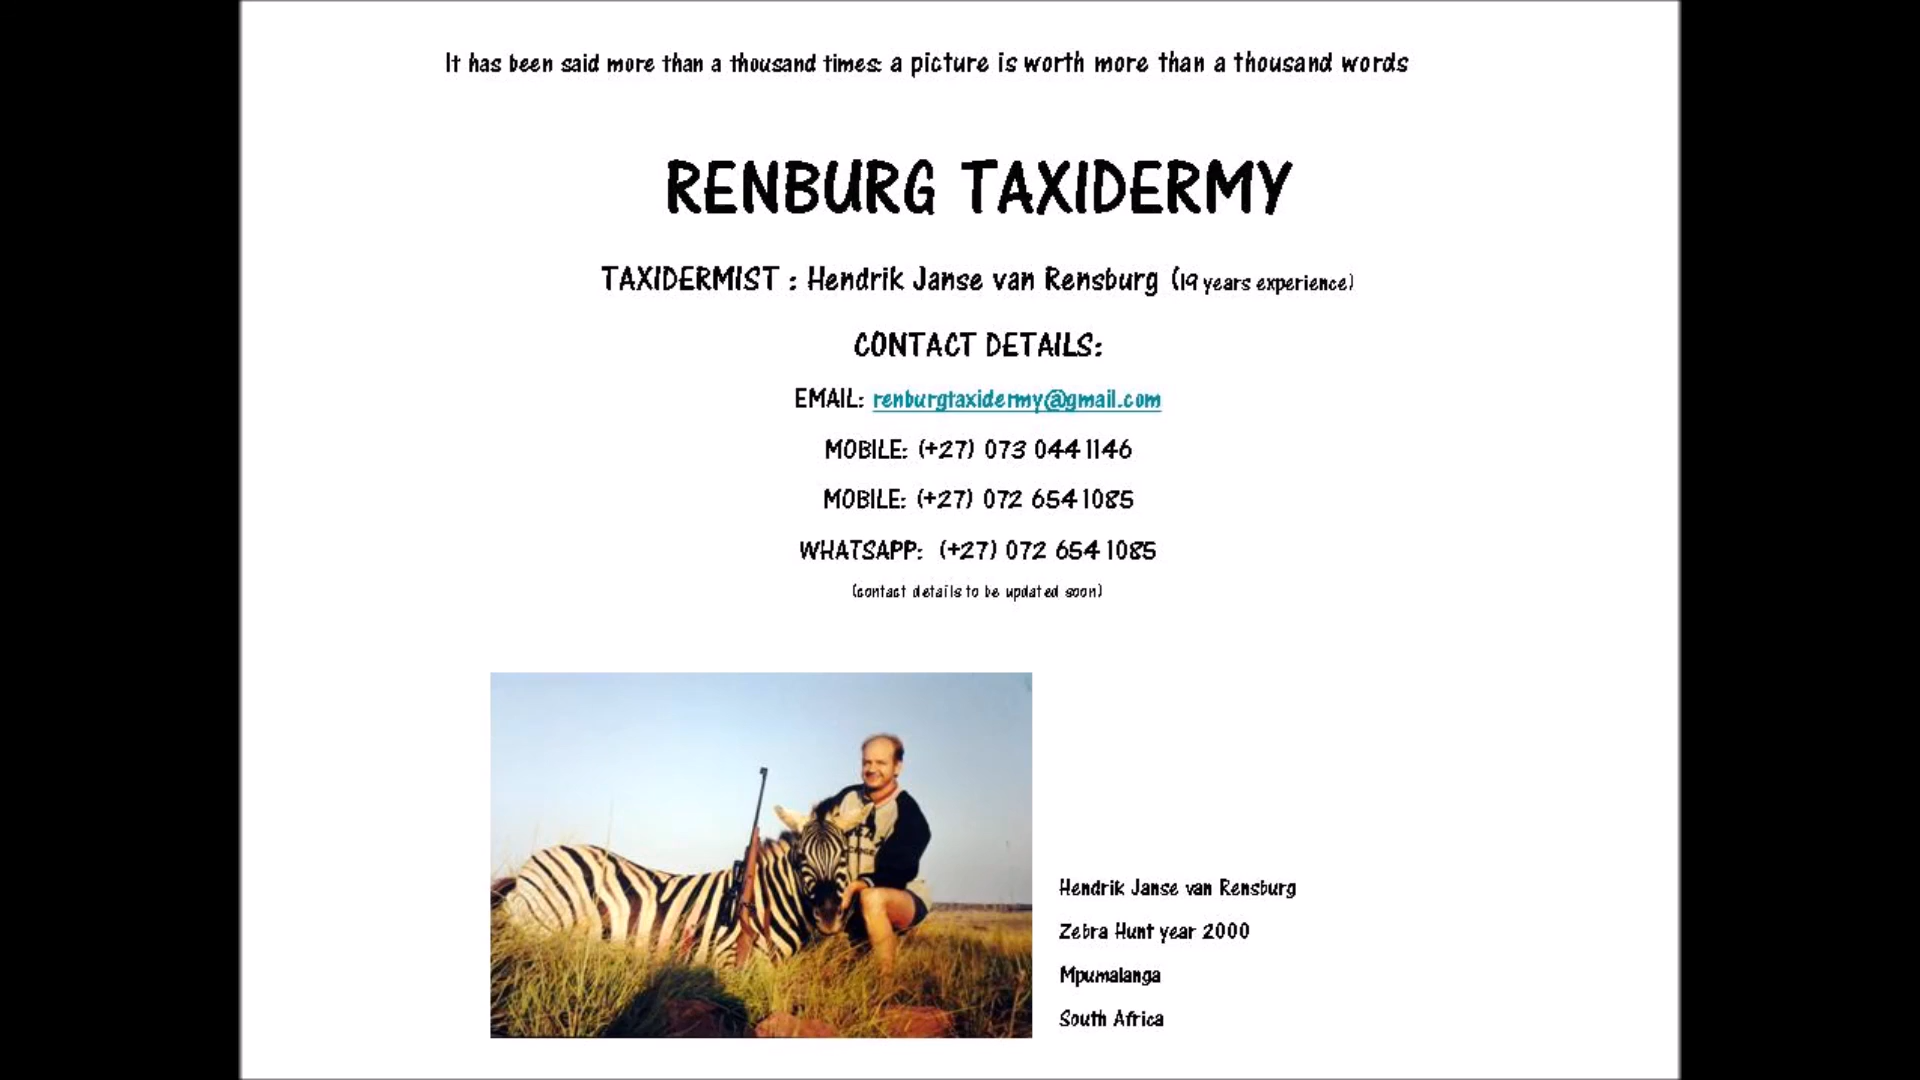 It has been said more than a thousand times: a picture is worth more than a thousand words
RENBURG TAXIDERMY
TAXIDERMIST : Hendrik Janse van Rensburg (19 years experience)
CONTACT DETAILS:
EMAIL: renburgtaxidermy@gmail.com
MOBILE: (+27) 073 044 1146
MOBILE: (+27) 072 654 1085
WHATSAPP: (+27) 072 654 1085
(contact details to be updated soon)
Hendrik Janse van Rensburg
Zebra Hunt year 2000
Mpumalanga
South Africa